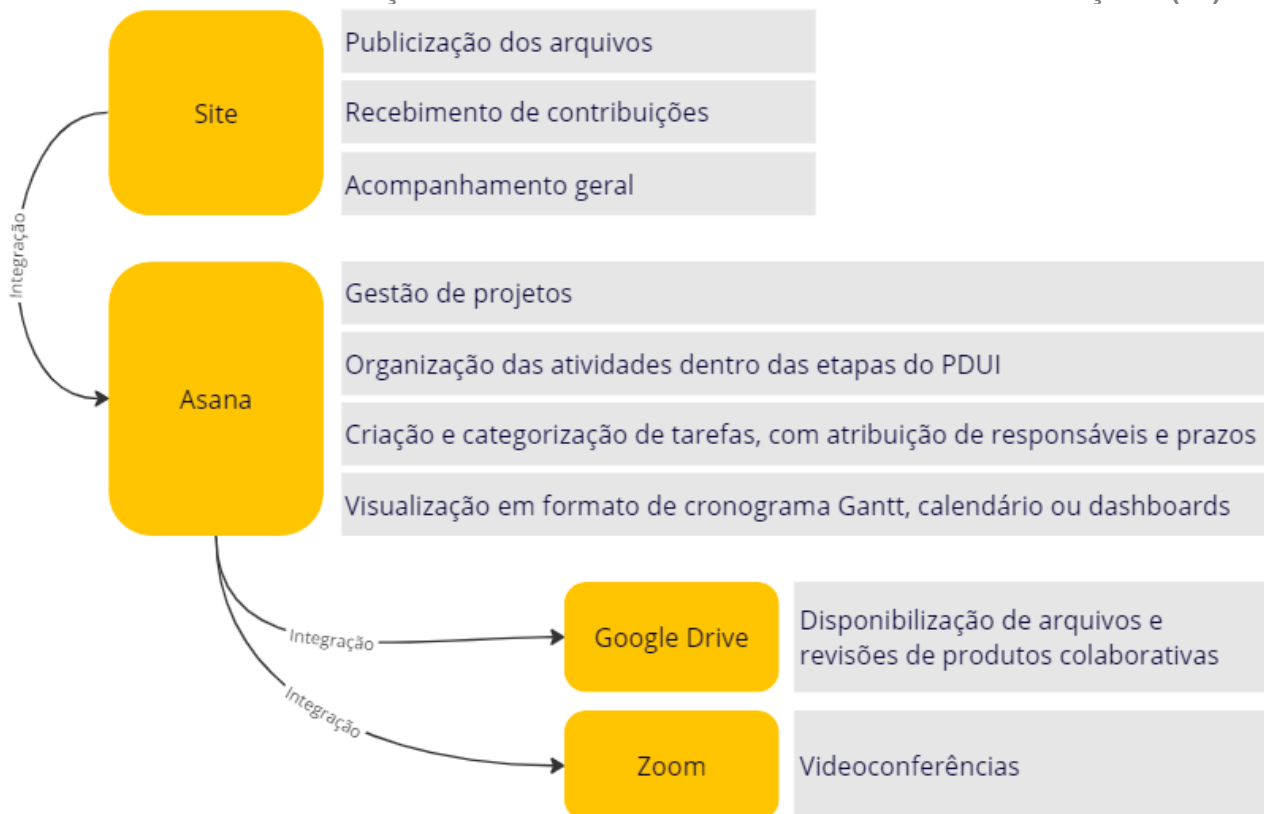 Publicização dos arquivos
Site
Recebimento de contribuições
Acompanhamento geral
Integração
Gestão de projetos
Organização das atividades dentro das etapas do PDUI
Asana
Criação e categorização de tarefas, com atribuição de responsáveis e prazos
Visualização em formato de cronograma Gantt, calendário ou dashboards
Integração
Google Drive
Disponibilização de arquivos e
revisões de produtos colaborativas
Integração
Zoom
Videoconferências